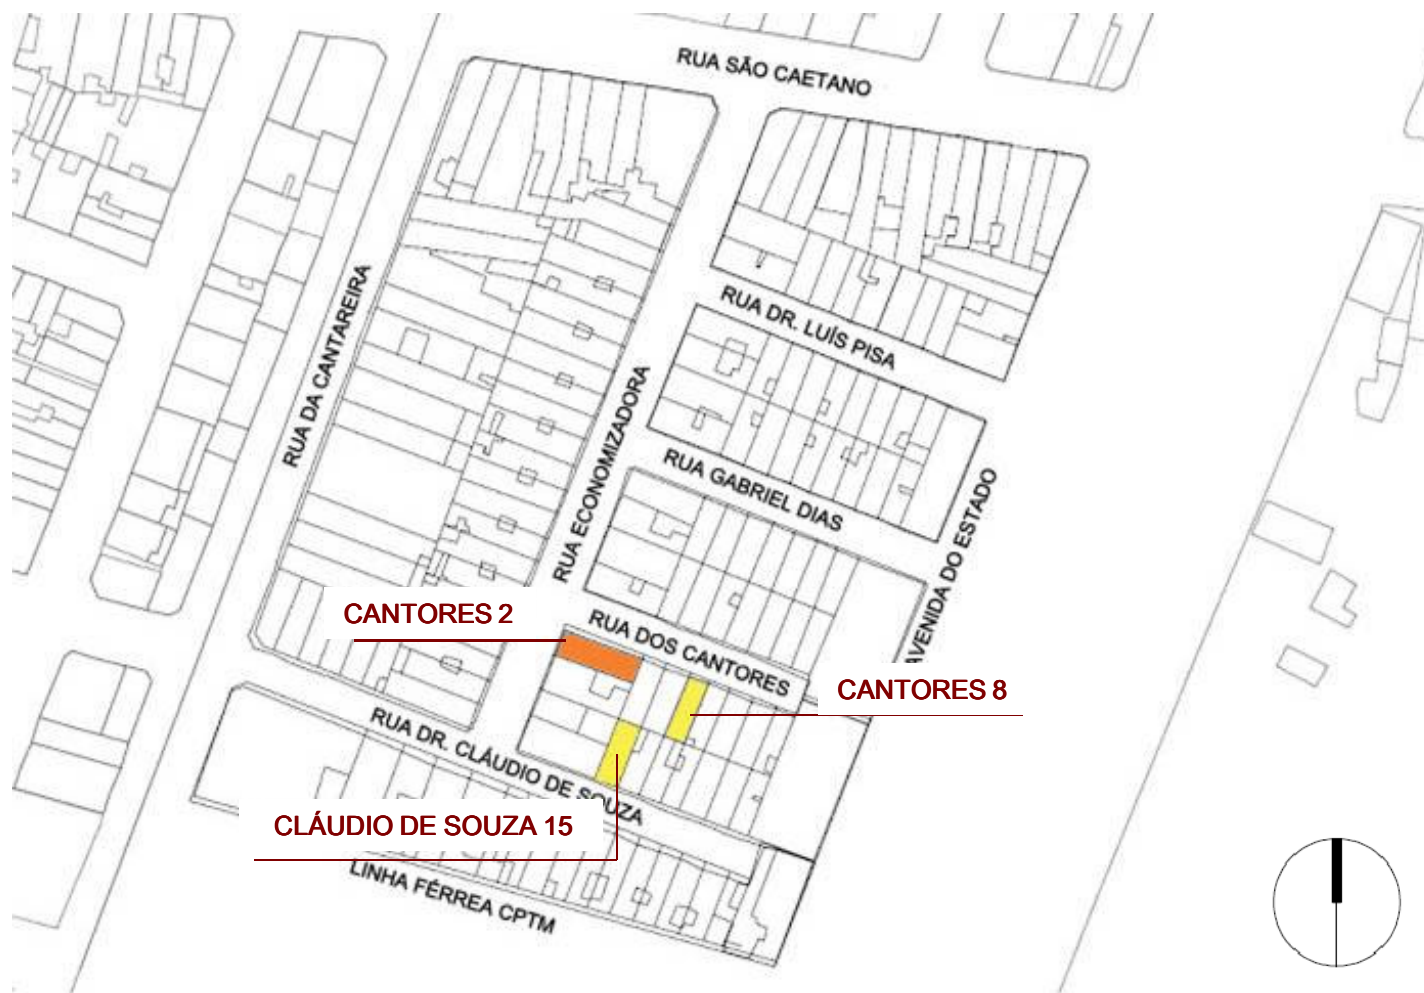 RUA SÃO CAETANO
RUA DA CANTAREIRA
RUA DR. LUÍS PISA
RUA ECONOMIZADORA
RUA GABRIEL DIAS
AVENIDA DO ESTADO
CANTORES 2
RUA DOS CANTORES
CANTORES 8
RUA DR. CLÁUDIO DE SOUZA
CLÁUDIO DE SOUZA 15
LINHA FÉRREA CPTM